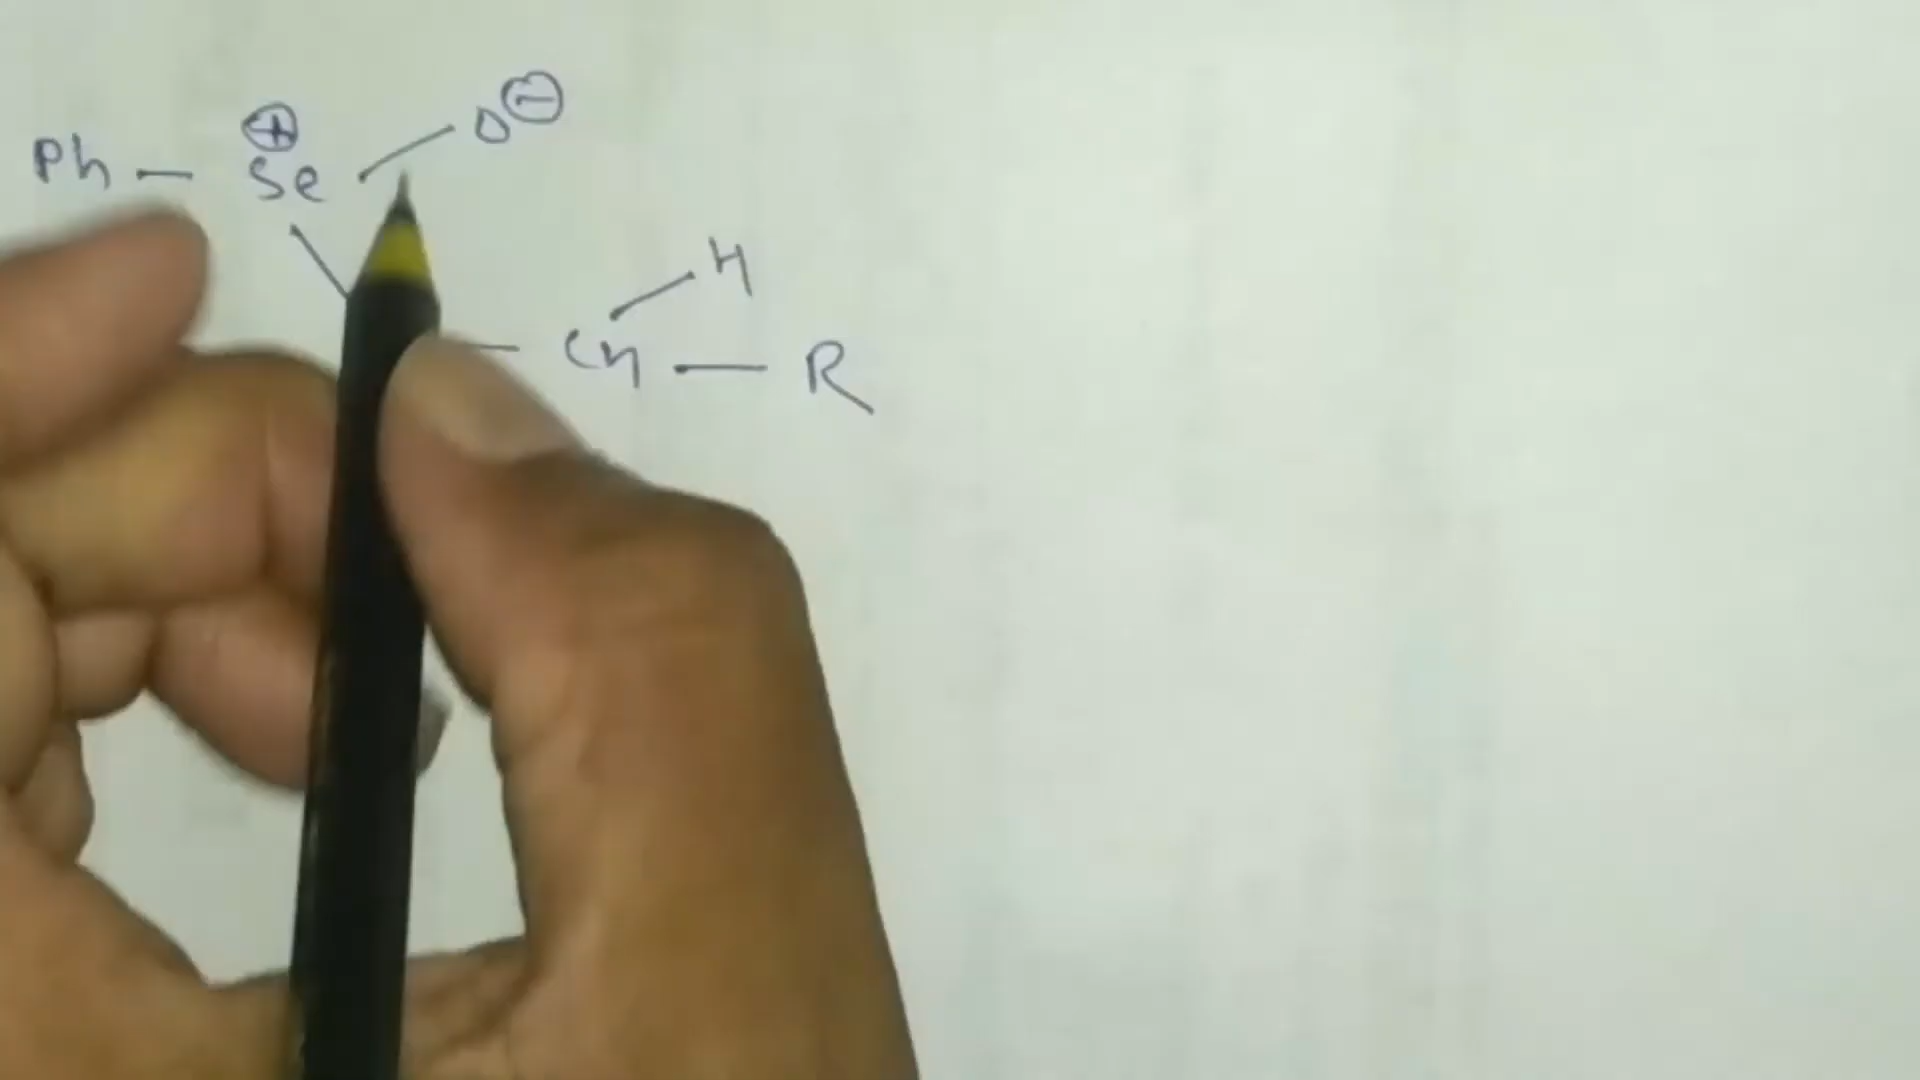 Ph - Se⊕ - O⊖
H
CH - R